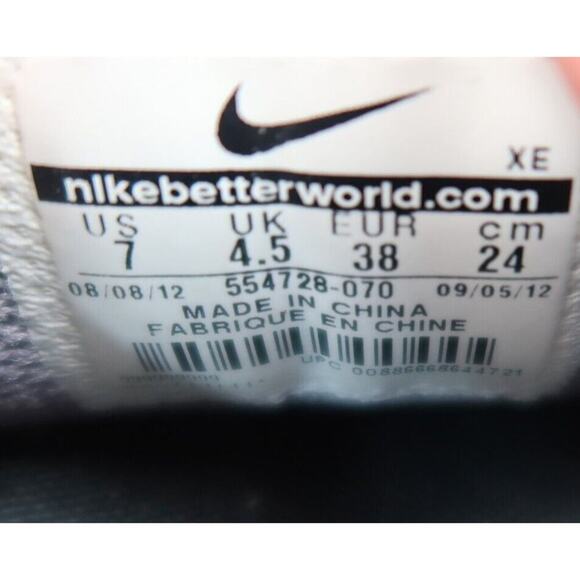 XE
nikebetterworld.com
US UK EUR cm
7 4.5 38 24
08/08/12 554728-070 09/05/12
MADE IN CHINA
FABRIQUE EN CHINE
UPC 00886668644721